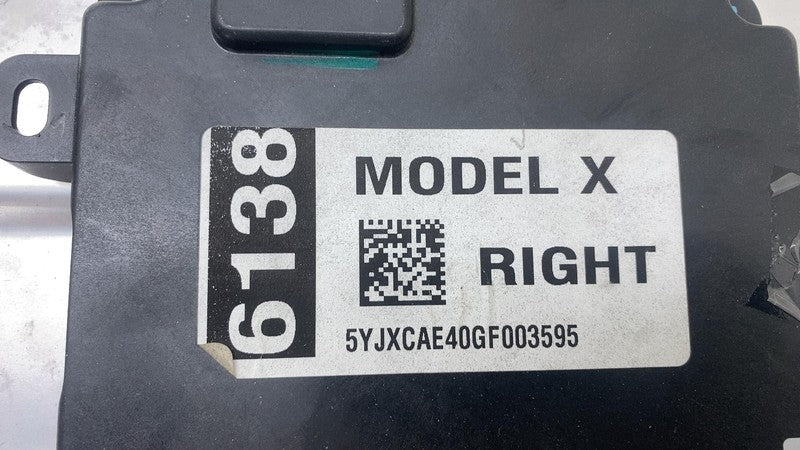 6138
MODEL X
RIGHT
5YJXCAE40GF003595